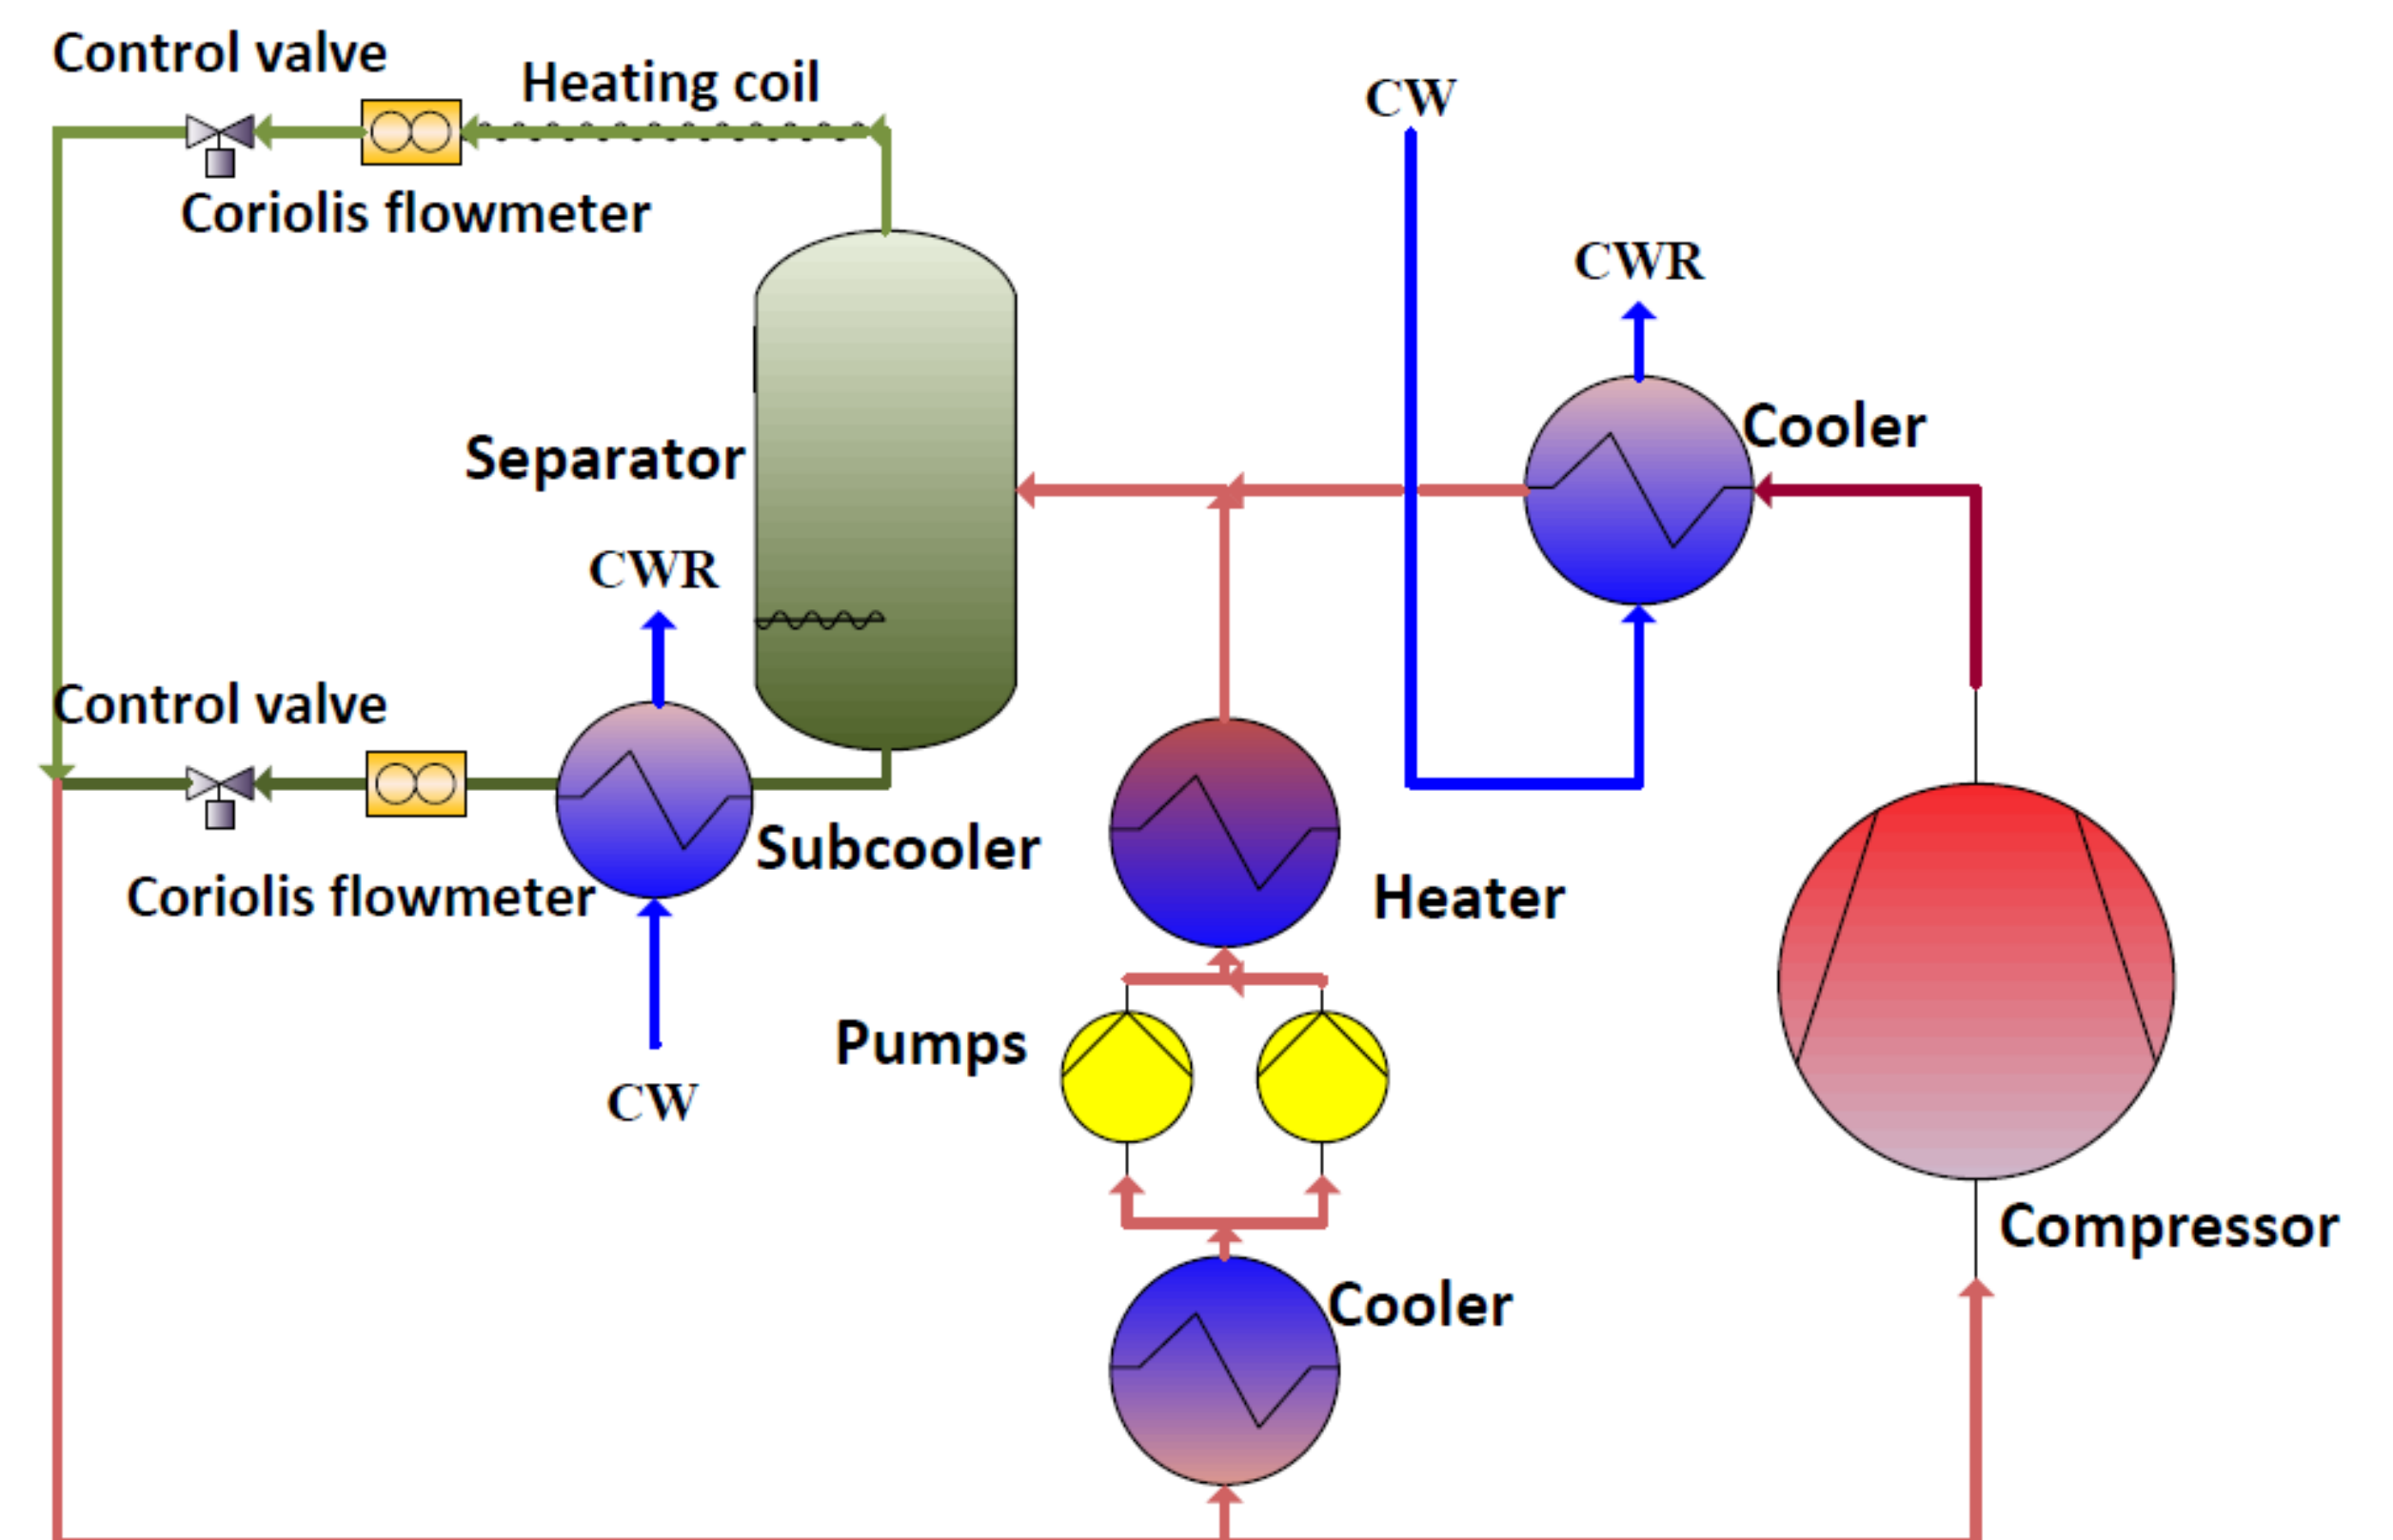 Control valve
Heating coil
CW
Coriolis flowmeter
CWR
Cooler
Separator
CWR
Control valve
Subcooler
Heater
Coriolis flowmeter
Pumps
CW
Compressor
Cooler